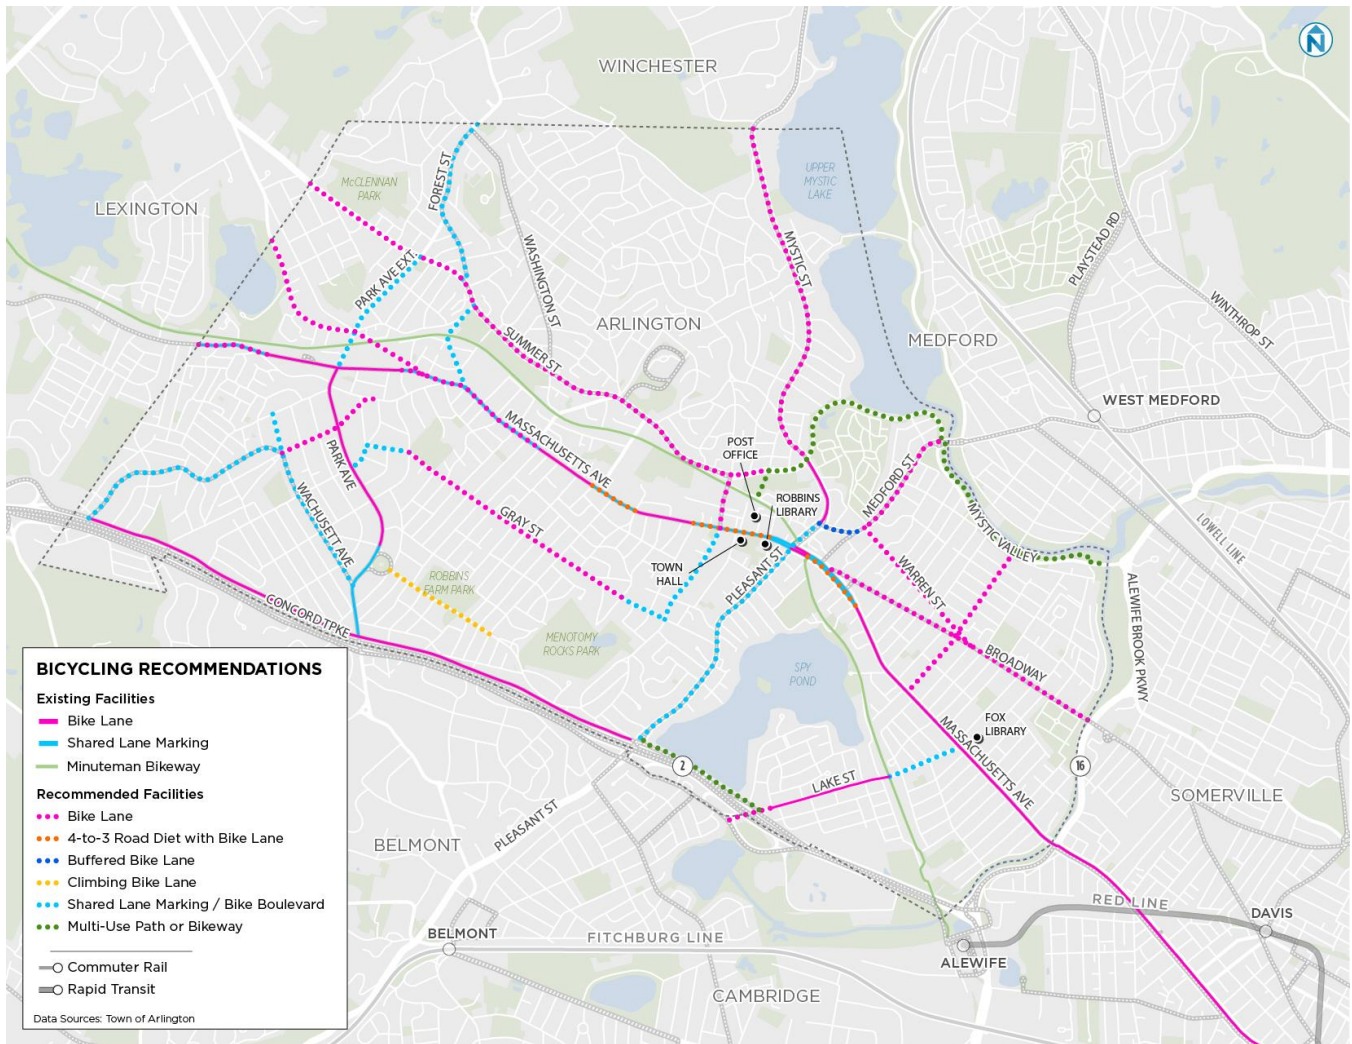 N
WINCHESTER
McCLENNAN
PARK
FOREST ST
UPPER
MYSTIC
LAKE
LEXINGTON
PLAYSTEAD RD
WASHINGTON ST
MYSTIC ST
PARK AVE EXT.
WINTHROP ST
ARLINGTON
SUMMER ST
MEDFORD
WEST MEDFORD
MASSACHUSETTS AVE
POST
OFFICE
PARK AVE
MEDFORD ST
ROBBINS
LIBRARY
WACHUSETT AVE
GRAY ST
MYSTIC VALLEY
LOWELL LINE
TOWN
HALL
PLEASANT ST
WARREN ST
ROBBINS
FARM PARK
ALEWIFE BROOK PKWY
CONCORD TPKE
MENOTOMY
ROCKS PARK
SPY
POND
BROADWAY
FOX
LIBRARY
MASSACHUSETTS AVE
2
16
LAKE ST
SOMERVILLE
PLEASANT ST
BELMONT
RED LINE
DAVIS
BELMONT
FITCHBURG LINE
ALEWIFE
CAMBRIDGE
BICYCLING RECOMMENDATIONS
Existing Facilities
Bike Lane
Shared Lane Marking
Minuteman Bikeway
Recommended Facilities
Bike Lane
4-to-3 Road Diet with Bike Lane
Buffered Bike Lane
Climbing Bike Lane
Shared Lane Marking / Bike Boulevard
Multi-Use Path or Bikeway
Commuter Rail
Rapid Transit
Data Sources: Town of Arlington